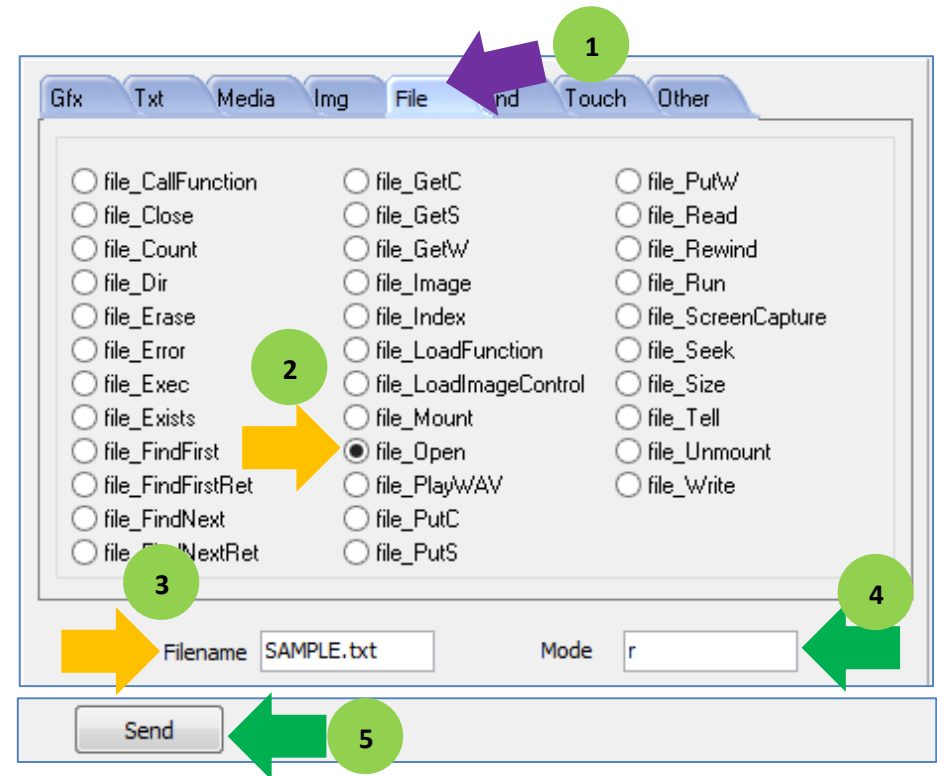 1
Gfx Txt Media Img File nd Touch Other
file_CallFunction file_GetC file_PutW
file_Close file_GetS file_Read
file_Count file_GetW file_Rewind
file_Dir file_Image file_Run
file_Erase file_Index file_ScreenCapture
file_Error file_LoadFunction file_Seek
2
file_Exec file_LoadImageControl file_Size
file_Exists file_Mount file_Tell
file_FindFirst file_Open file_Unmount
file_FindFirstRet file_PlayWAV file_Write
file_FindNext file_PutC
file_FindNextRet file_PutS
3
4
Filename SAMPLE.txt Mode r
Send
5